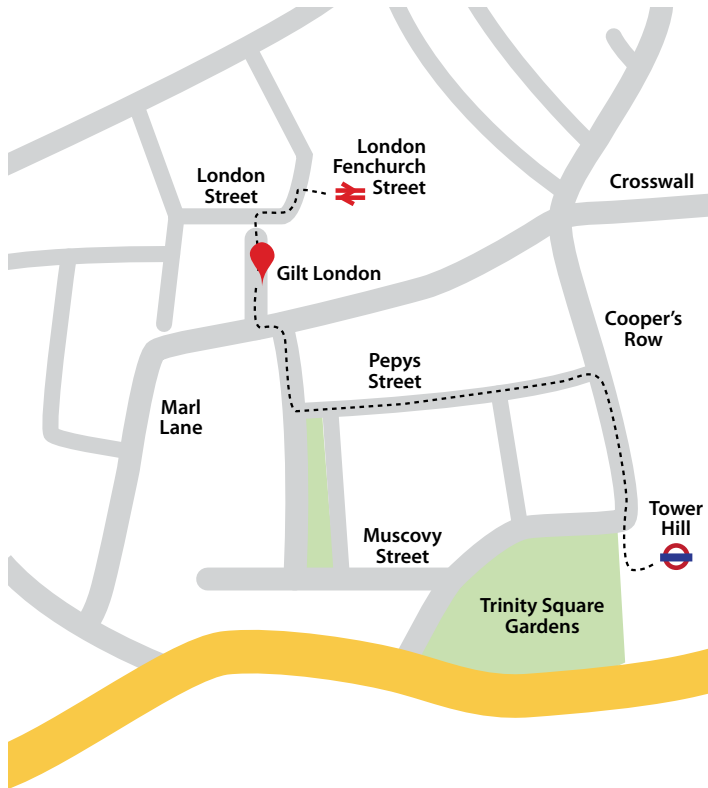 London
Fenchurch
Street
London
Street
Crosswall
Gilt London
Cooper's
Row
Pepys
Street
Marl
Lane
Tower
Hill
Muscovy
Street
Trinity Square
Gardens